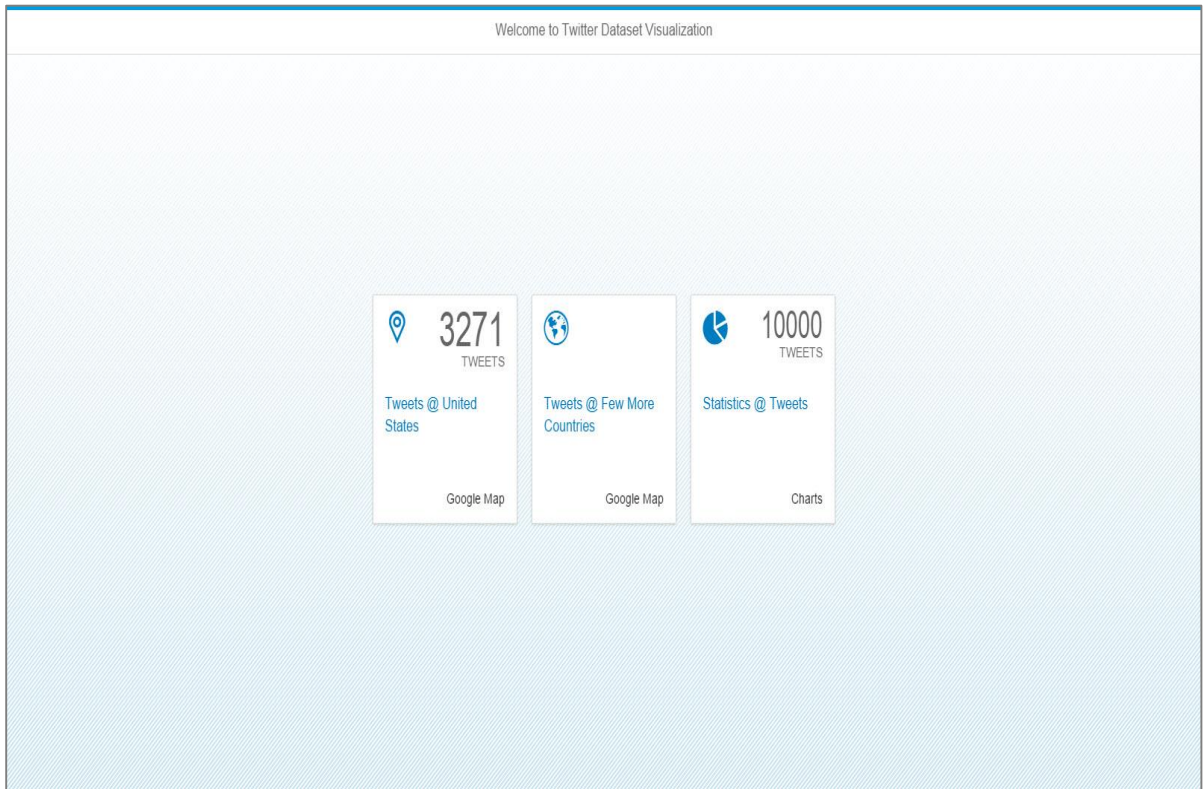 Welcome to Twitter Dataset Visualization
3271
TWEETS
Tweets @ United
States
Google Map
Tweets @ Few More
Countries
Google Map
10000
TWEETS
Statistics @ Tweets
Charts